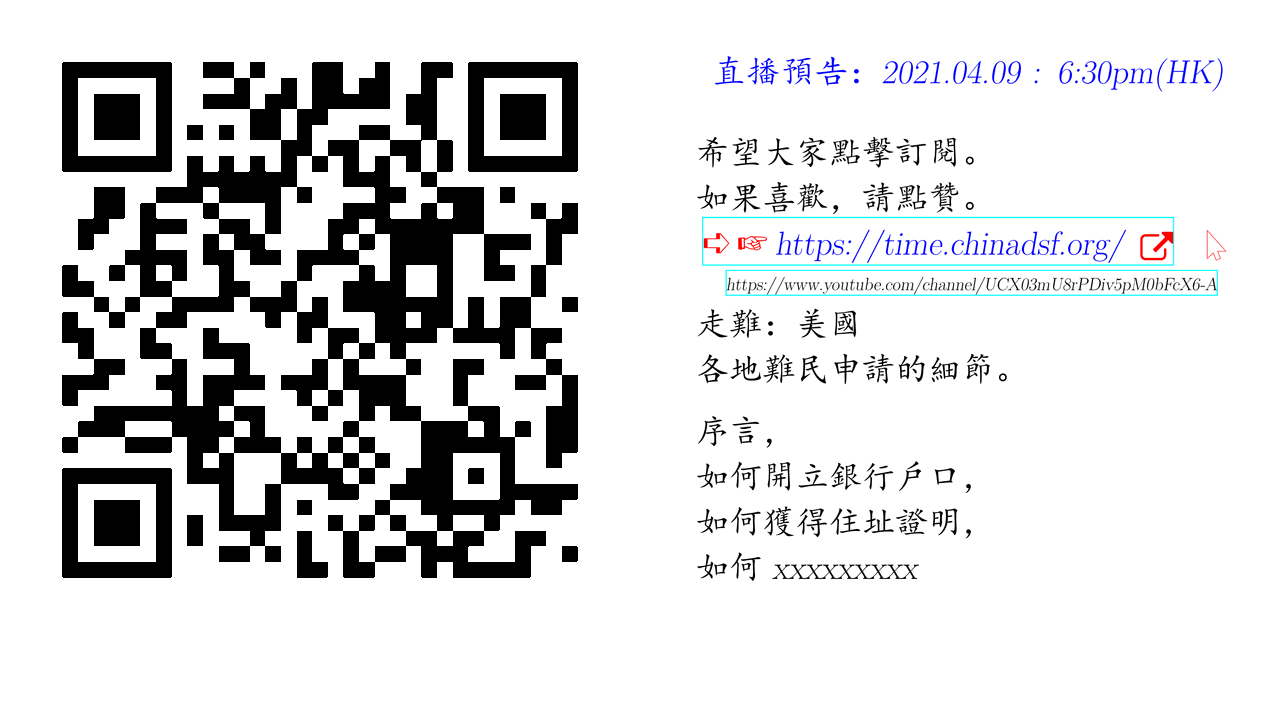 直播預告：2021.04.09 : 6:30pm(HK)
希望大家點擊訂閱。
如果喜歡，請點贊。
➪ ☞ https://time.chinadsf.org/
https://www.youtube.com/channel/UCX03mU8rPDiv5pM0bFcX6-A
走難：美國
各地難民申請的細節。
序言，
如何開立銀行戶口，
如何獲得住址證明，
如何 xxxxxxxxx